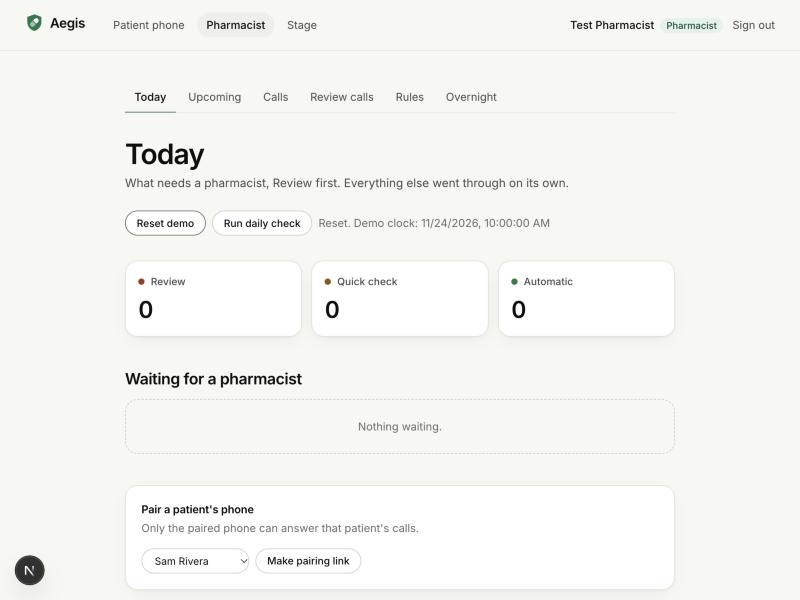 Aegis
Patient phone
Pharmacist
Stage
Test Pharmacist
Pharmacist
Sign out
Today
Upcoming
Calls
Review calls
Rules
Overnight
Today
What needs a pharmacist, Review first. Everything else went through on its own.
Reset demo
Run daily check
Reset. Demo clock: 11/24/2026, 10:00:00 AM
Review
0
Quick check
0
Automatic
0
Waiting for a pharmacist
Nothing waiting.
Pair a patient's phone
Only the paired phone can answer that patient's calls.
Sam Rivera
Make pairing link
N